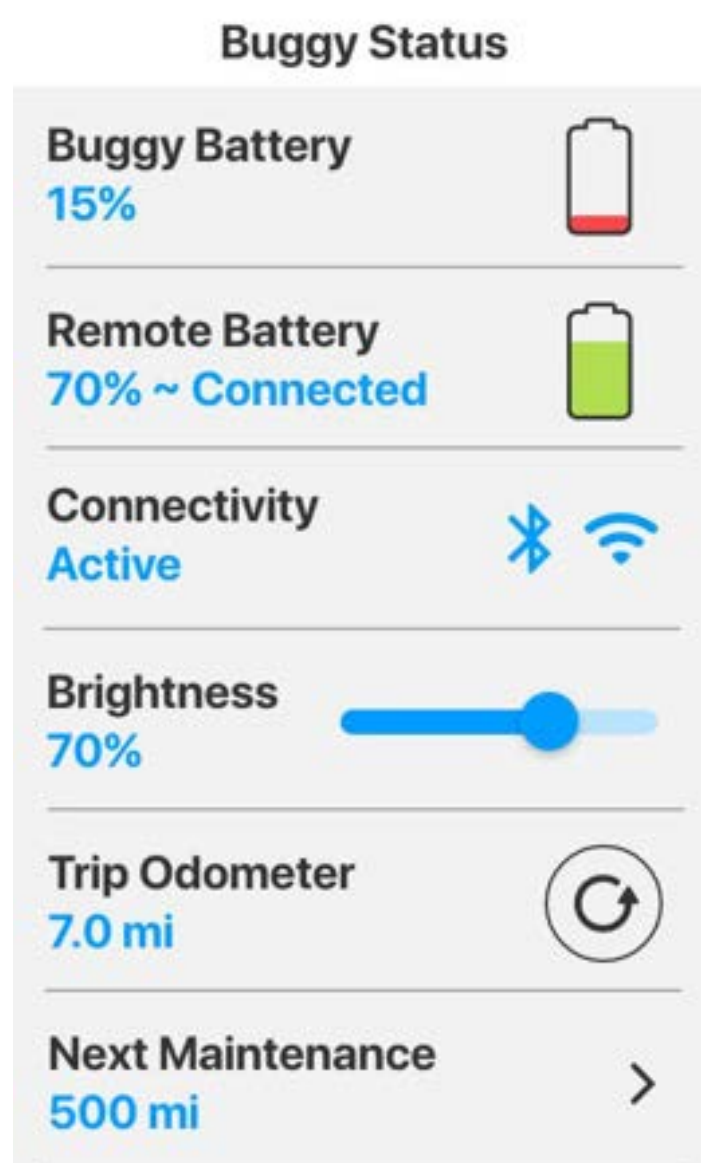 Buggy Status
Buggy Battery
15%
Remote Battery
70% ~ Connected
Connectivity
Active
Brightness
70%
Trip Odometer
7.0 mi
Next Maintenance
500 mi